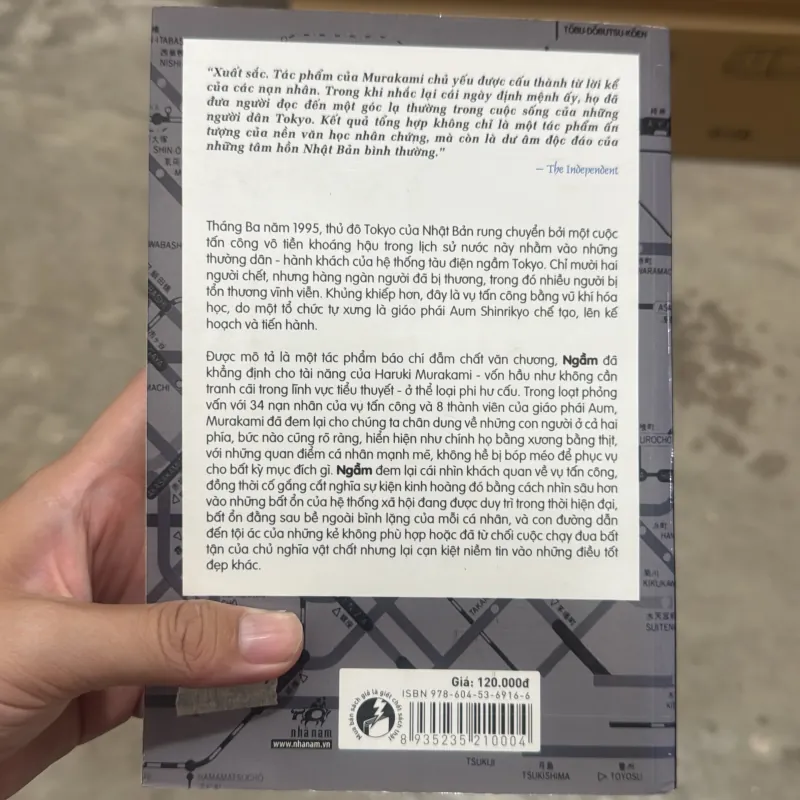 TŌBU-DŌBUTSU-KŌEN
"Xuất sắc. Tác phẩm của Murakami chủ yếu được cấu thành từ lời kể
của các nạn nhân. Trong khi nhắc lại cái ngày định mệnh ấy, họ đã
đưa người đọc đến một góc lạ thường trong cuộc sống của những
người dân Tokyo. Kết quả tổng hợp không chỉ là một tác phẩm ấn
tượng của nền văn học nhân chứng, mà còn là dư âm độc đáo của
những tâm hồn Nhật Bản bình thường."
– The Independent
Tháng Ba năm 1995, thủ đô Tokyo của Nhật Bản rung chuyển bởi một cuộc
tấn công vô tiền khoáng hậu trong lịch sử nước này nhằm vào những
thường dân - hành khách của hệ thống tàu điện ngầm Tokyo. Chỉ mười hai
người chết, nhưng hàng ngàn người đã bị thương, trong đó nhiều người bị
tổn thương vĩnh viễn. Khủng khiếp hơn, đây là vụ tấn công bằng vũ khí hóa
học, do một tổ chức tự xưng là giáo phái Aum Shinrikyo chế tạo, lên kế
hoạch và tiến hành.
Được mô tả là một tác phẩm báo chí đẫm chất văn chương, Ngầm đã
khẳng định cho tài năng của Haruki Murakami - vốn hầu như không cần
tranh cãi trong lĩnh vực tiểu thuyết - ở thể loại phi hư cấu. Trong loạt phỏng
vấn với 34 nạn nhân của vụ tấn công và 8 thành viên của giáo phái Aum,
Murakami đã đem lại cho chúng ta chân dung về những con người ở cả hai
phía, bức nào cũng rõ ràng, hiển hiện như chính họ bằng xương bằng thịt,
với những quan điểm cá nhân mạnh mẽ, không hề bị bóp méo để phục vụ
cho bất kỳ mục đích gì. Ngầm đem lại cái nhìn khách quan về vụ tấn công,
đồng thời cố gắng cắt nghĩa sự kiện kinh hoàng đó bằng cách nhìn sâu hơn
vào những bất ổn của hệ thống xã hội đang được duy trì trong thời hiện đại,
bất ổn đằng sau bề ngoài bình lặng của mỗi cá nhân, và con đường dẫn
đến tội ác của những kẻ không phù hợp hoặc đã từ chối cuộc chạy đua bất
tận của chủ nghĩa vật chất nhưng lại cạn kiệt niềm tin vào những điều tốt
đẹp khác.
Giá: 120.000đ
ISBN 978-604-53-6916-6
8 935235 210004
Mua bán sách giả là giết chết sách thật
nhã nam
www.nhanam.vn
HAMAMATSUCHO
TSUKIJI
月島
TSUKISHIMA
豊洲
TOYOSU